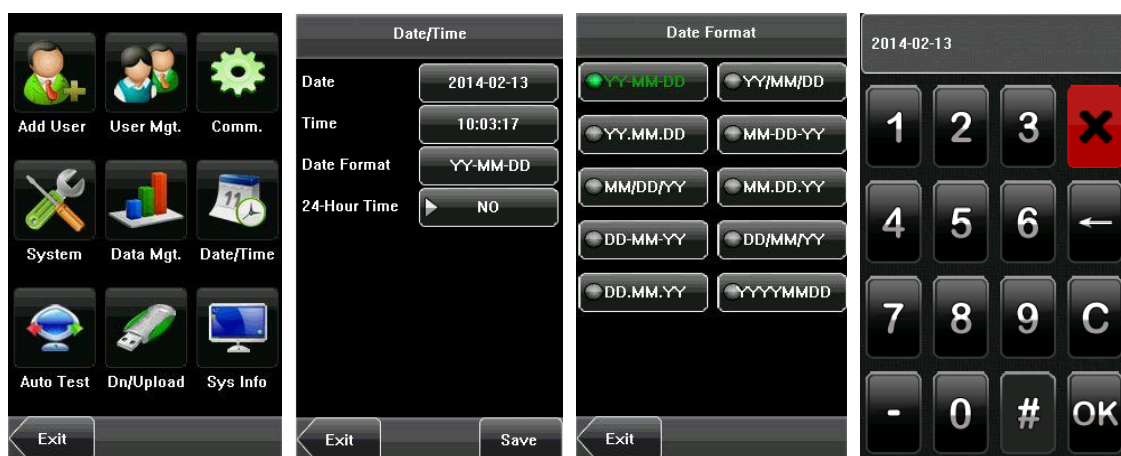 Add User User Mgt. Comm.
System Data Mgt. Date/Time
Auto Test Dn/Upload Sys Info
Exit
Date/Time
Date 2014-02-13
Time 10:03:17
Date Format YY-MM-DD
24-Hour Time NO
Exit Save
Date Format
YY-MM-DD YY/MM/DD
YY.MM.DD MM-DD-YY
MM/DD/YY MM.DD.YY
DD-MM-YY DD/MM/YY
DD.MM.YY YYYYMMDD
Exit
2014-02-13
1 2 3 X
4 5 6 ←
7 8 9 C
- 0 # OK